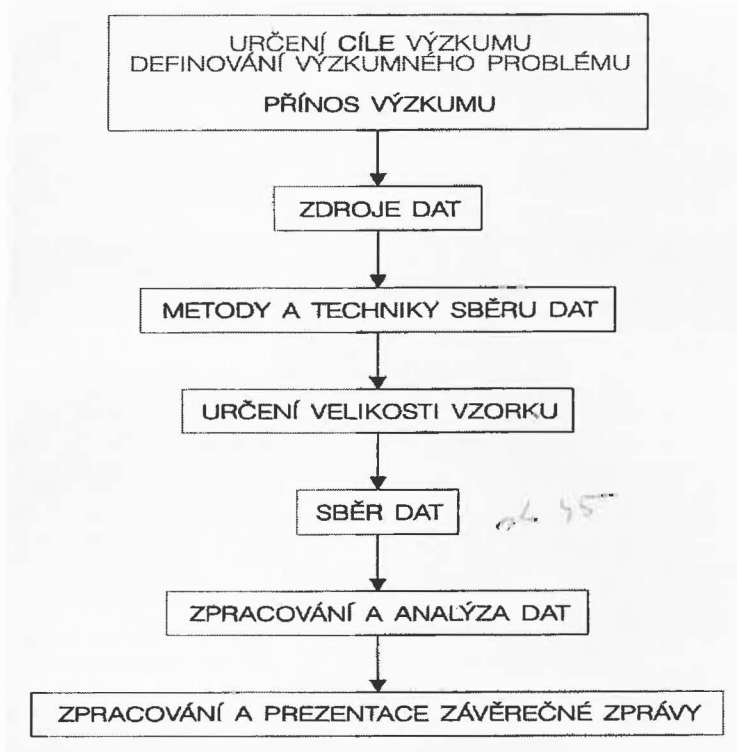 URČENÍ CÍLE VÝZKUMU
DEFINOVÁNÍ VÝZKUMNÉHO PROBLÉMU
PŘÍNOS VÝZKUMU
ZDROJE DAT
METODY A TECHNIKY SBĚRU DAT
URČENÍ VELIKOSTI VZORKU
SBĚR DAT
ZPRACOVÁNÍ A ANALÝZA DAT
ZPRACOVÁNÍ A PREZENTACE ZÁVĚREČNÉ ZPRÁVY